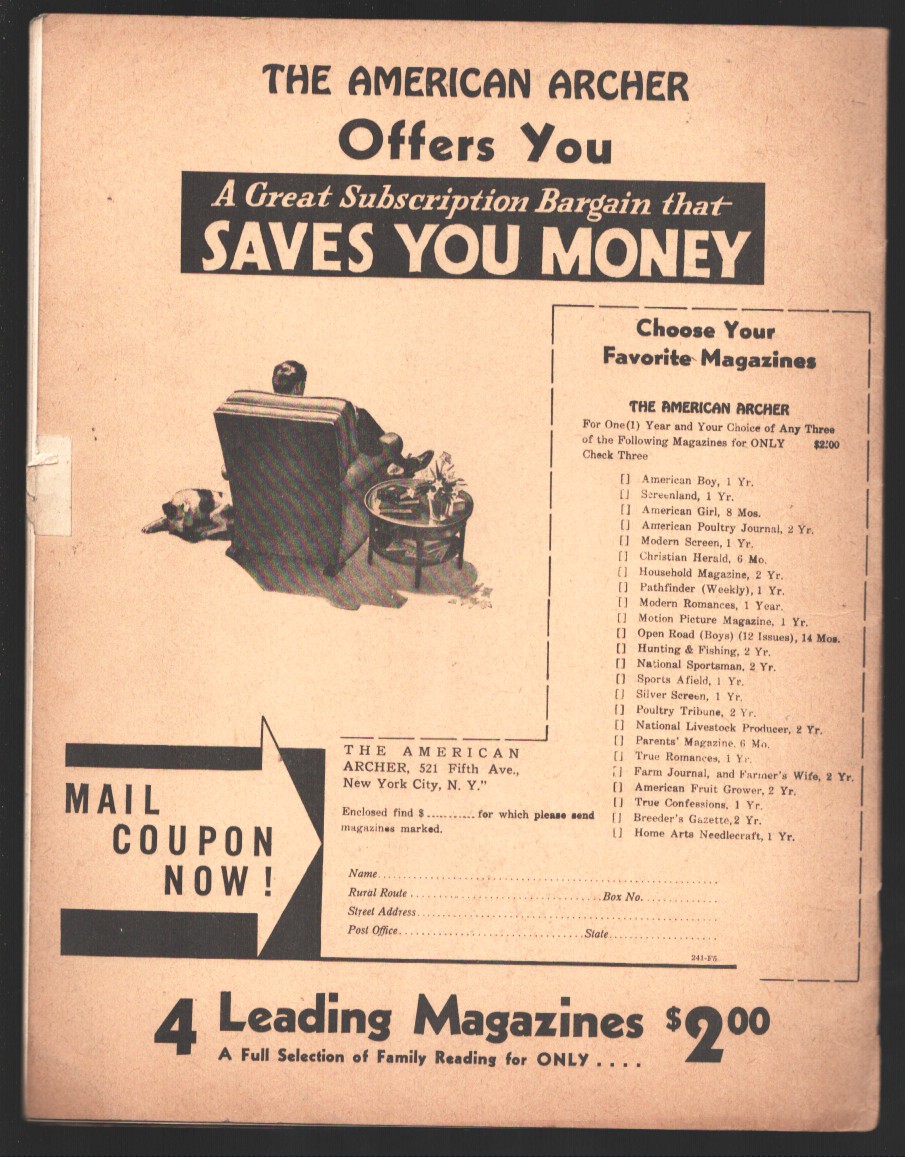 THE AMERICAN ARCHER
Offers You
A Great Subscription Bargain that
SAVES YOU MONEY
Choose Your
Favorite Magazines
THE AMERICAN ARCHER
For One (1) Year and Your Choice of Any Three
of the Following Magazines for ONLY $2.00
Check Three
[] American Boy, 1 Yr.
[] Screenland, 1 Yr.
[] American Girl, 8 Mos.
[] American Poultry Journal, 2 Yr.
[] Modern Screen, 1 Yr.
[] Christian Herald, 6 Mo.
[] Household Magazine, 2 Yr.
[] Pathfinder (Weekly), 1 Yr.
[] Modern Romances, 1 Year.
[] Motion Picture Magazine, 1 Yr.
[] Open Road (Boys) (12 Issues), 14 Mos.
[] Hunting & Fishing, 2 Yr.
[] National Sportsman, 2 Yr.
[] Sports Afield, 1 Yr.
[] Silver Screen, 1 Yr.
[] Poultry Tribune, 2 Yr.
[] National Livestock Producer, 2 Yr.
[] Parents' Magazine, 6 Mo.
[] True Romances, 1 Yr.
[] Farm Journal, and Farmer's Wife, 2 Yr.
[] American Fruit Grower, 2 Yr.
[] True Confessions, 1 Yr.
[] Breeder's Gazette, 2 Yr.
[] Home Arts Needlecraft, 1 Yr.
MAIL
COUPON
NOW!
THE AMERICAN
ARCHER, 521 Fifth Ave.,
New York City, N. Y."
Enclosed find $ ........... for which please send
magazines marked.
Name................................................
Rural Route ................................Box No.............
Street Address................................................
Post Office................................State................
241-F5.
4 Leading Magazines $2.00
A Full Selection of Family Reading for ONLY ....